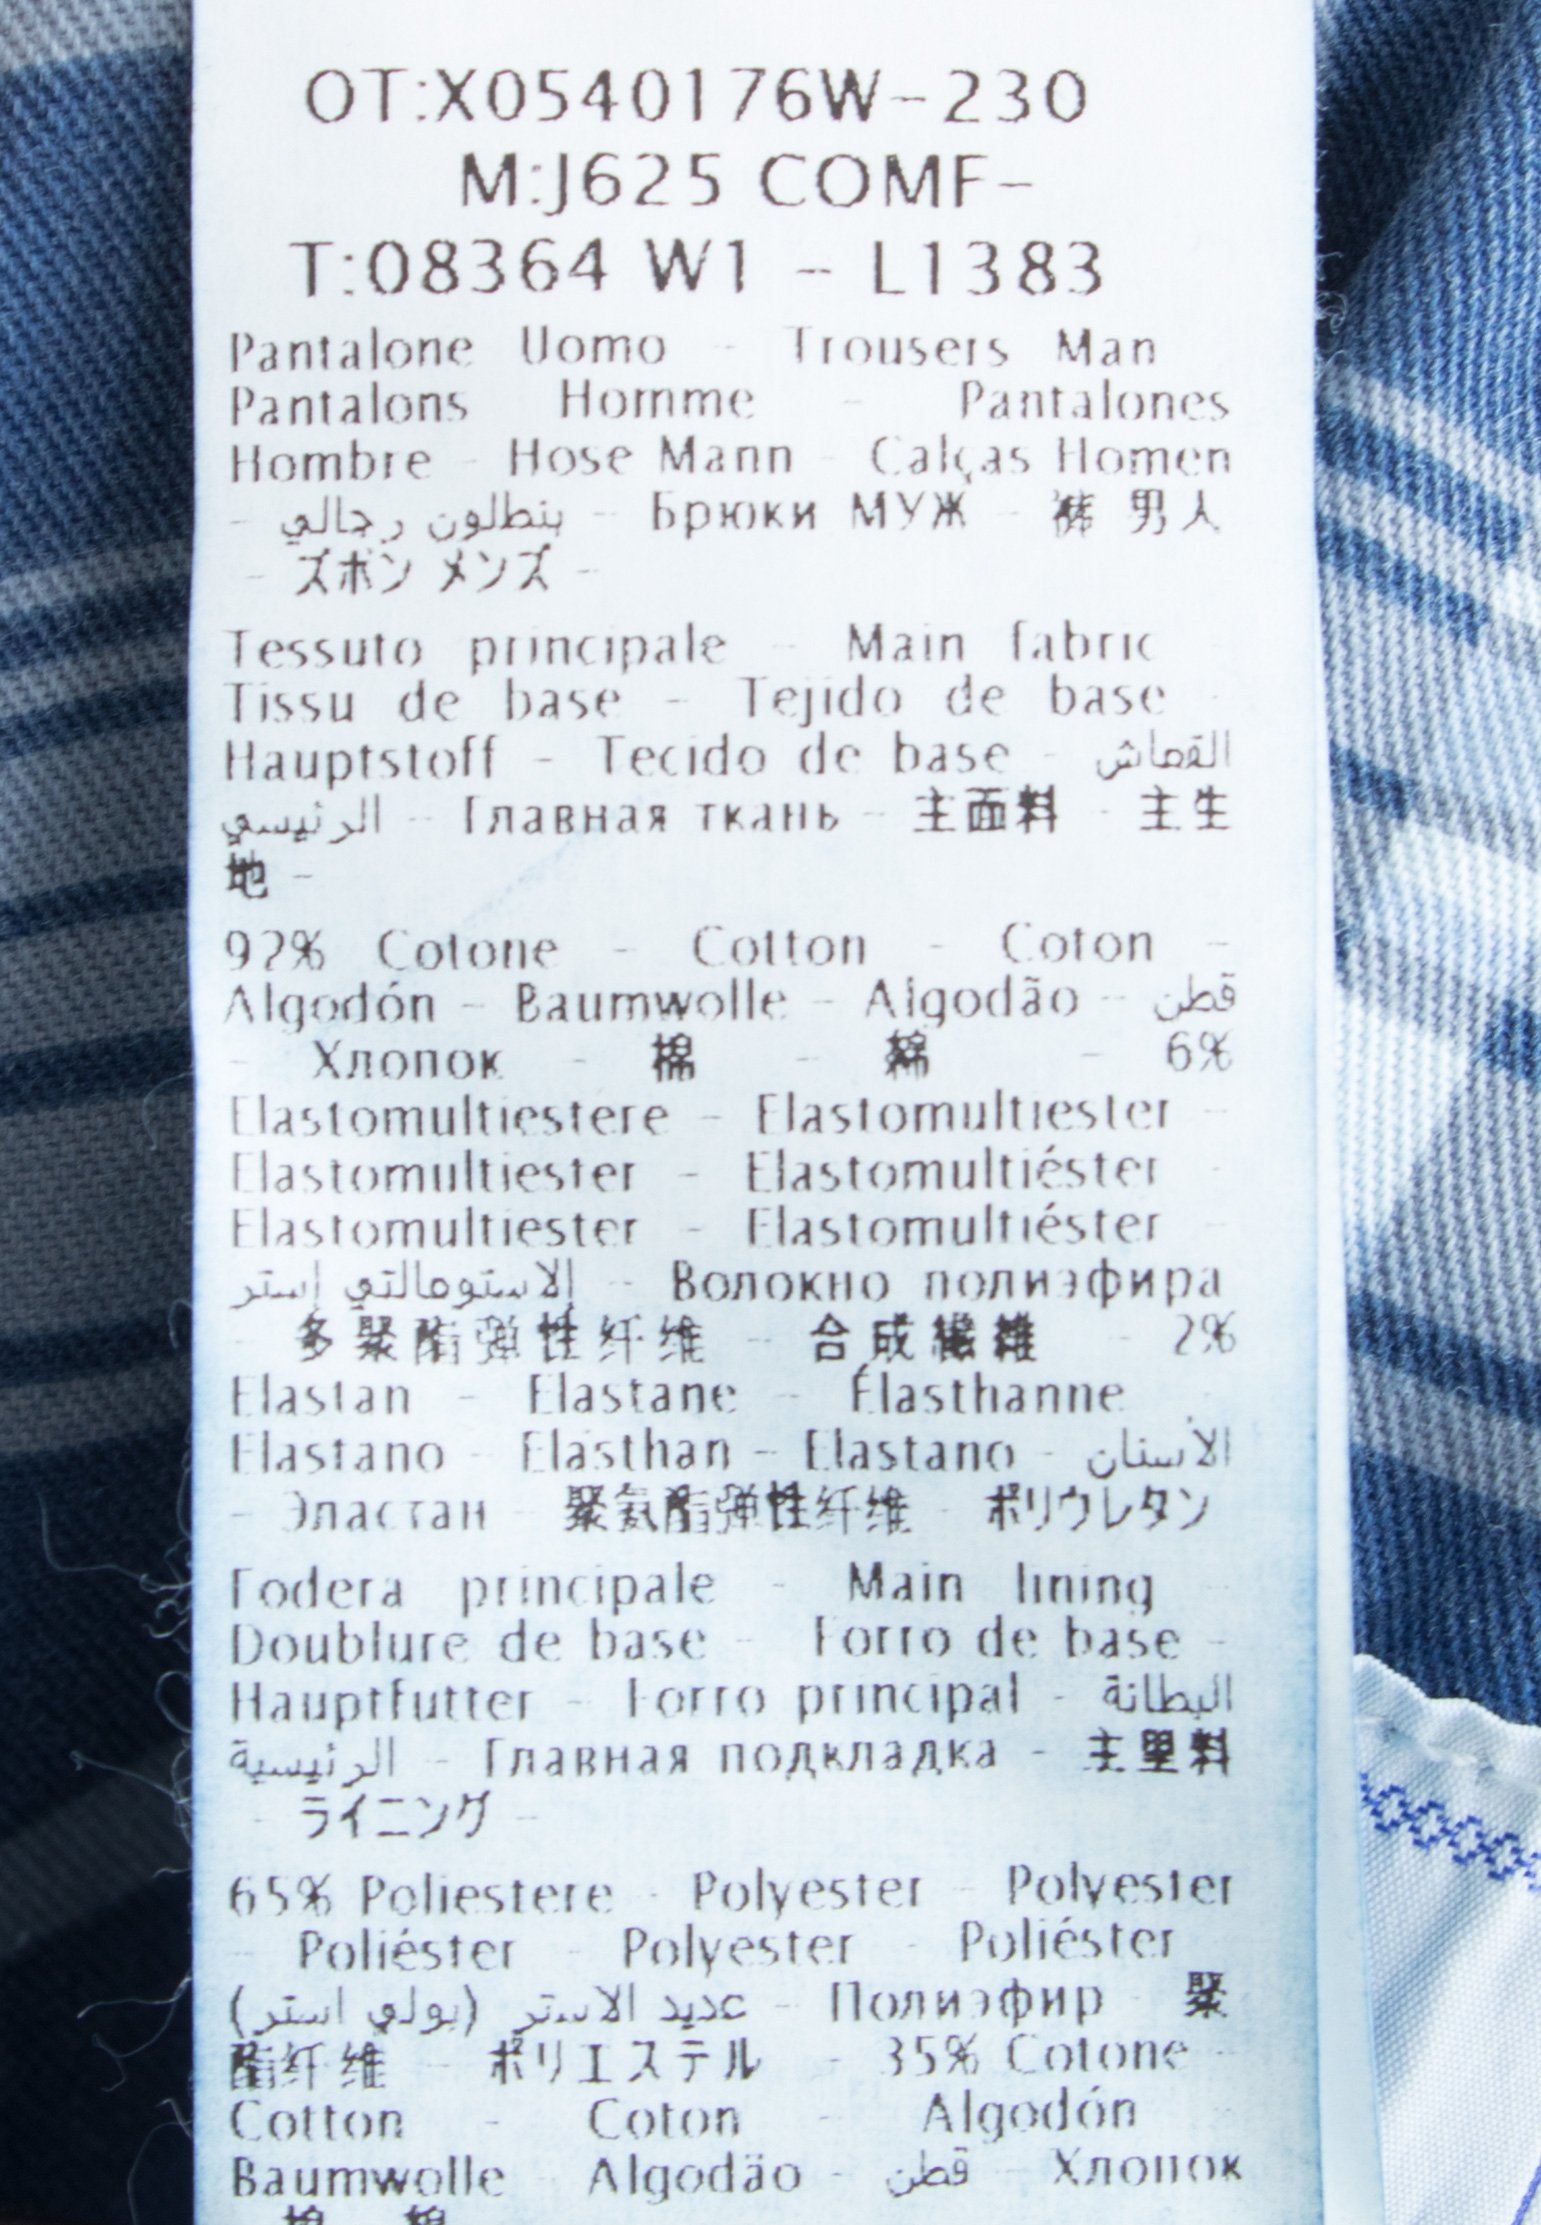 OT:X0540176W-230
M:J625 COMF-
T:08364 W1 - L1383
Pantalone Uomo - Trousers Man
Pantalons Homme - Pantalones
Hombre - Hose Mann - Calças Homen
- بنطلون رجالي - Брюки МУЖ - 裤 男人
- ズボン メンズ -
Tessuto principale - Main fabric -
Tissu de base - Tejido de base -
Hauptstoff - Tecido de base - القماش
الرئيسي - Главная ткань - 主面料 - 主生
地 -
92% Cotone - Cotton - Coton -
Algodón - Baumwolle - Algodão - قطن
- Хлопок - 棉 - 綿 - 6%
Elastomultiestere - Elastomultiester -
Elastomultiester - Elastomultiéster -
Elastomultiester - Elastomultiéster -
الاستومالتي إستر - Волокно полиэфира
- 多聚酯弹性纤维 - 合成繊維 - 2%
Elastan - Elastane - Élasthanne -
Elastano - Elasthan - Elastano - الأستان
- Эластан - 聚氨酯弹性纤维 - ポリウレタン
Fodera principale - Main lining -
Doublure de base - Forro de base -
Hauptfutter - Forro principal - البطانة
الرئيسية - Главная подкладка - 主里料
- ライニング -
65% Poliestere - Polyester - Polyester
- Poliéster - Polyester - Poliéster
عديد الاستر (بولي استر) - Полиэфир - 聚
酯纤维 - ポリエステル - 35% Cotone -
Cotton - Coton - Algodón -
Baumwolle - Algodão - قطن - Хлопок
- 棉 - 綿